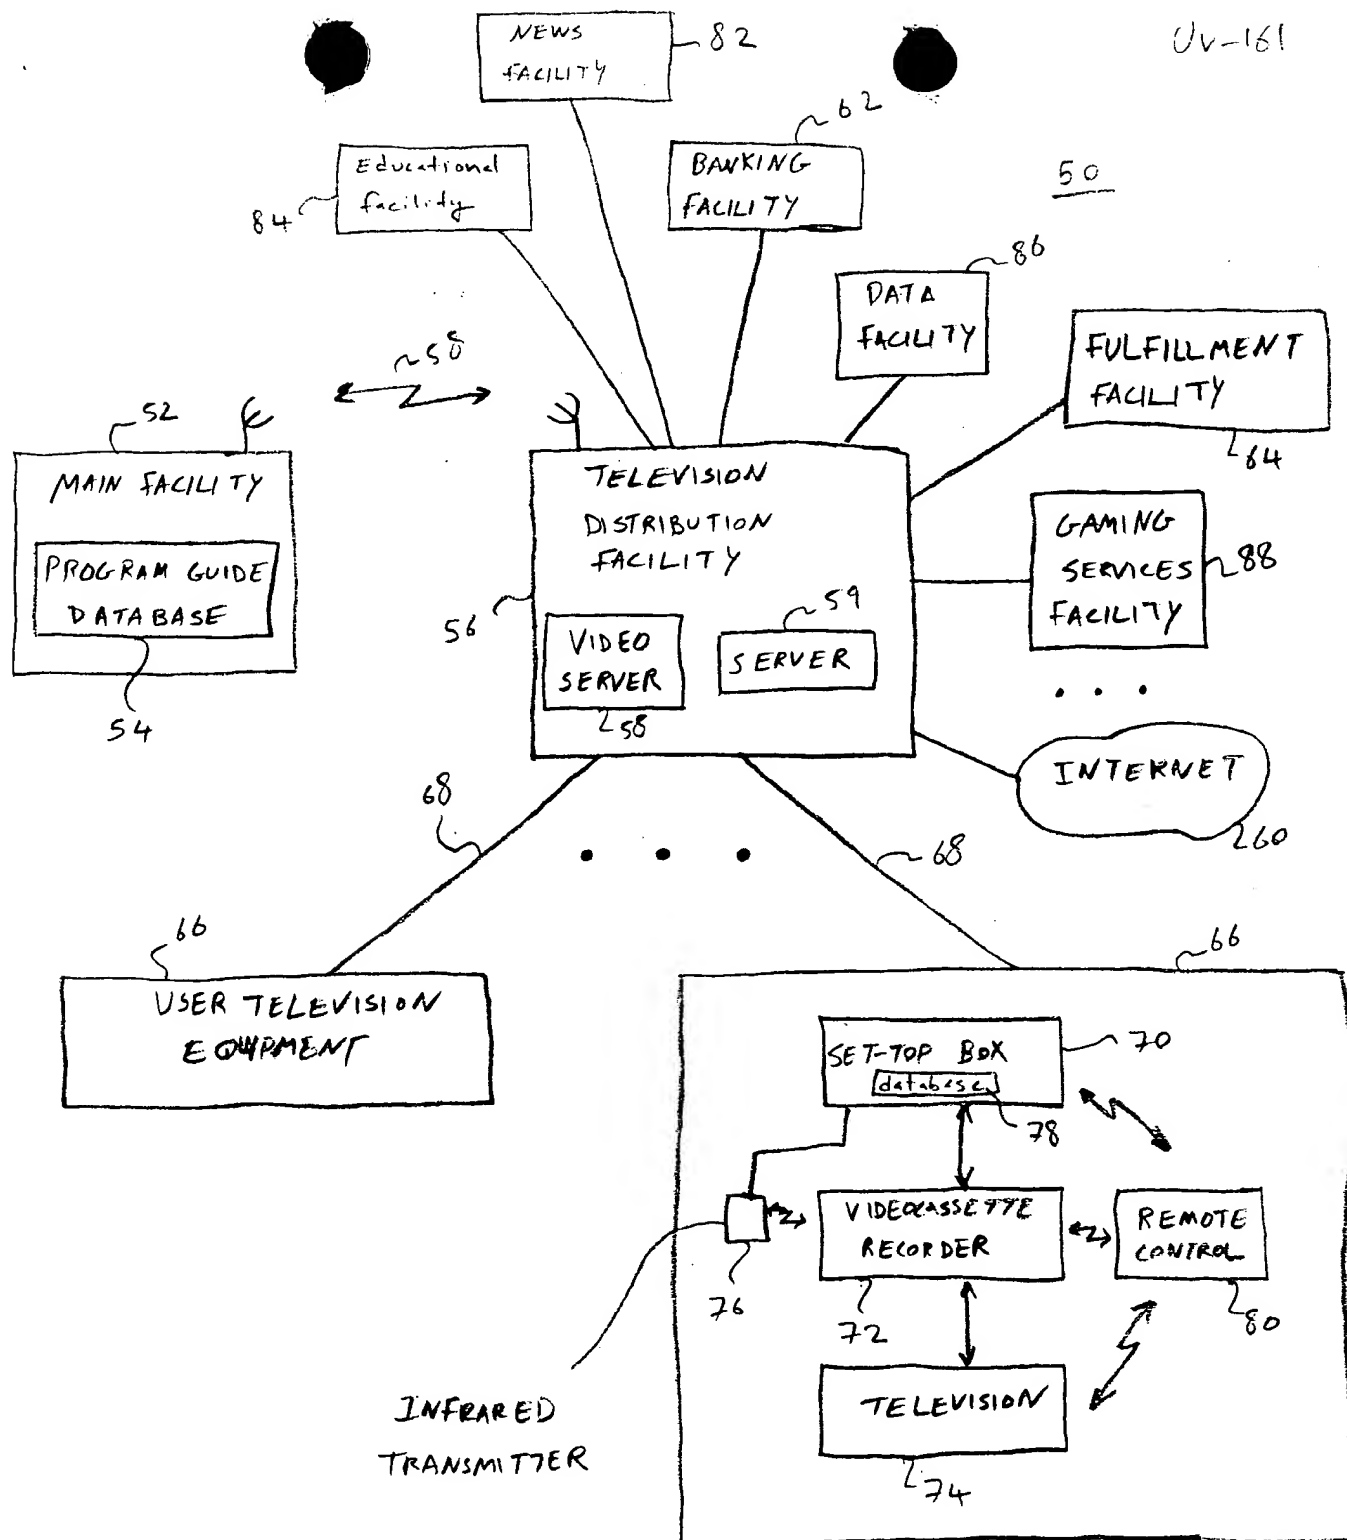 UV-161
NEWS
FACILITY
82
62
Educational
facility
84
BANKING
FACILITY
50
86
DATA
FACILITY
58
FULFILLMENT
FACILITY
64
52
MAIN FACILITY
PROGRAM GUIDE
DATABASE
54
TELEVISION
DISTRIBUTION
FACILITY
56
59
VIDEO
SERVER
58
SERVER
GAMING
SERVICES
FACILITY
88
. . .
INTERNET
60
68
• • •
68
66
USER TELEVISION
EQUIPMENT
66
SET-TOP BOX
database
70
78
76
VIDEOCASSETTE
RECORDER
72
REMOTE
CONTROL
80
TELEVISION
74
INFRARED
TRANSMITTER